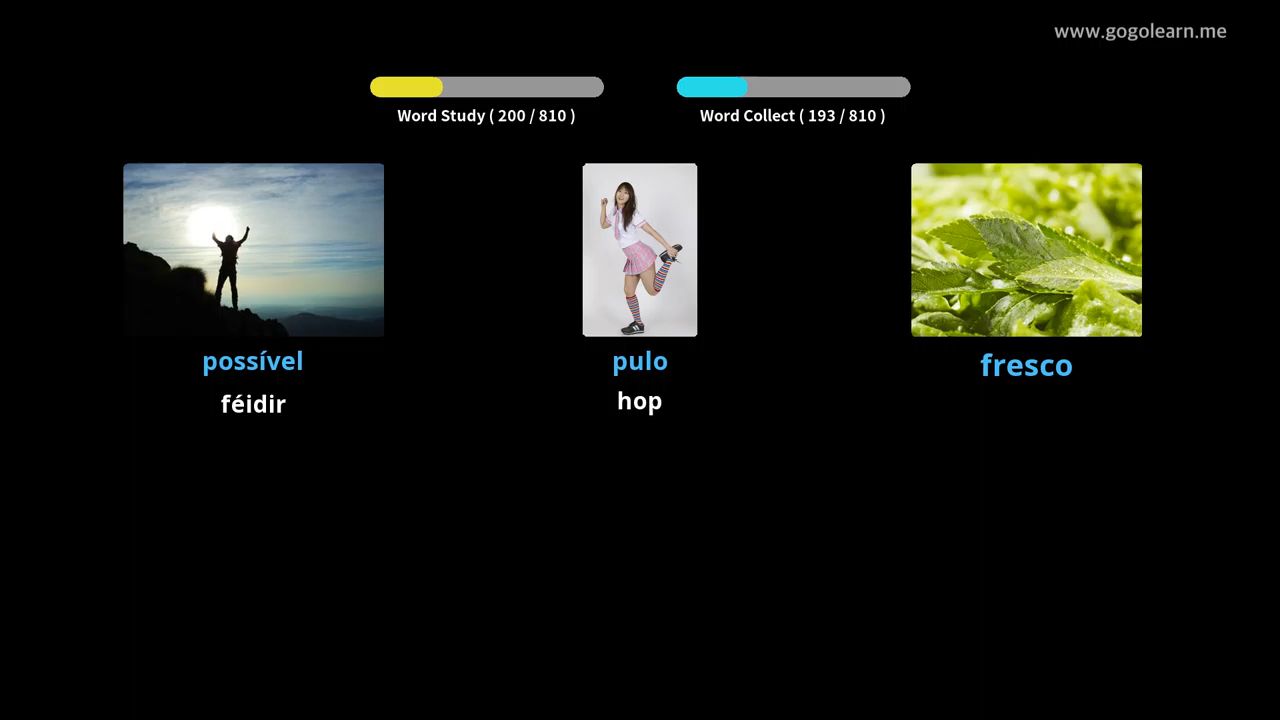 www.gogolearn.me
Word Study ( 200 / 810 )
Word Collect ( 193 / 810 )
possível
pulo
fresco
féidir
hop